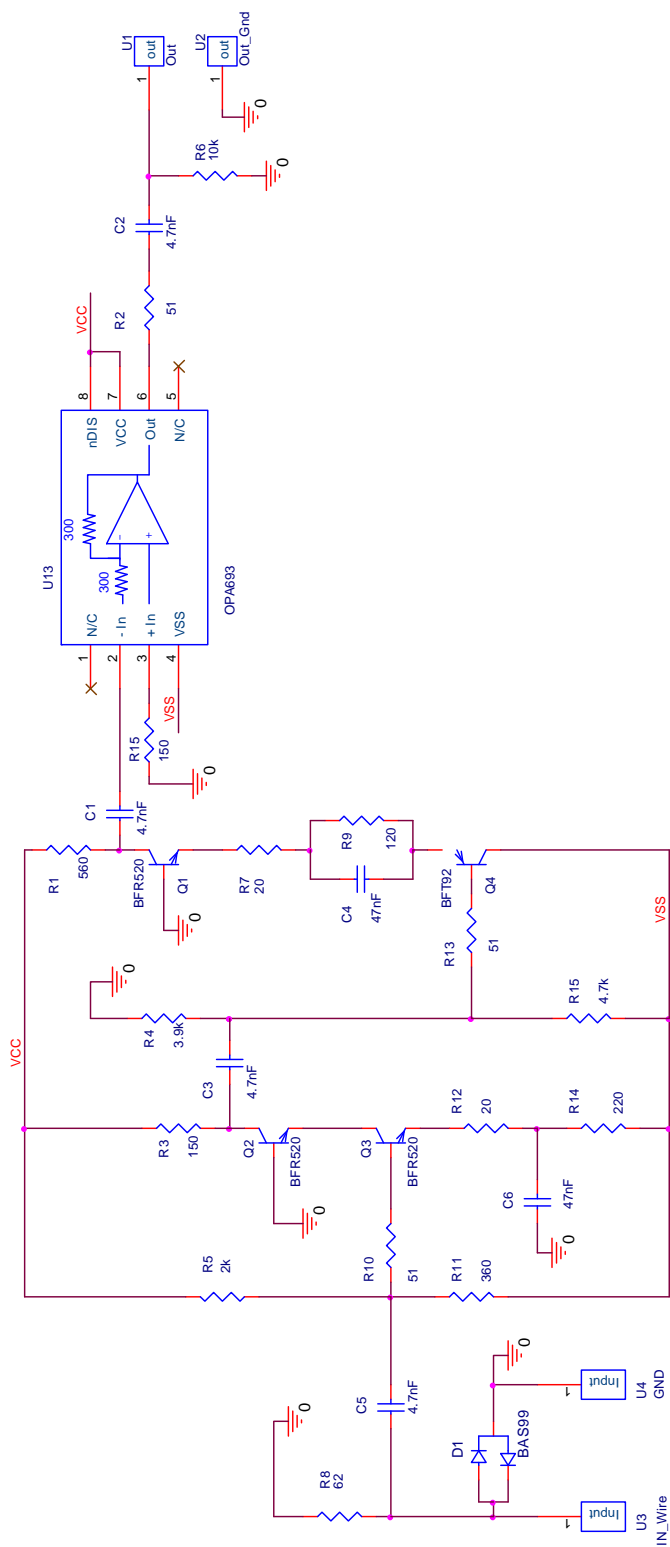 U1
out
Out
1
U2
out
Out_Gnd
1
0
R6
10k
0
C2
4.7nF
R2
51
VCC
8
7
6
5
nDIS
VCC
Out
N/C
300
300
-
+
U13
OPA693
N/C
- In
+ In
VSS
1
2
3
4
VSS
R15
150
0
C1
4.7nF
R1
560
BFR520
Q1
0
R7
20
R9
120
C4
47nF
BFT92
Q4
R13
51
VCC
0
R4
3.9k
R15
4.7k
VSS
C3
4.7nF
R3
150
Q2
BFR520
0
Q3
BFR520
R12
20
R14
220
C6
47nF
0
R5
2k
R10
51
R11
360
C5
4.7nF
0
R8
62
0
D1
BAS99
Input
1
U4
GND
Input
1
U3
IN_Wire